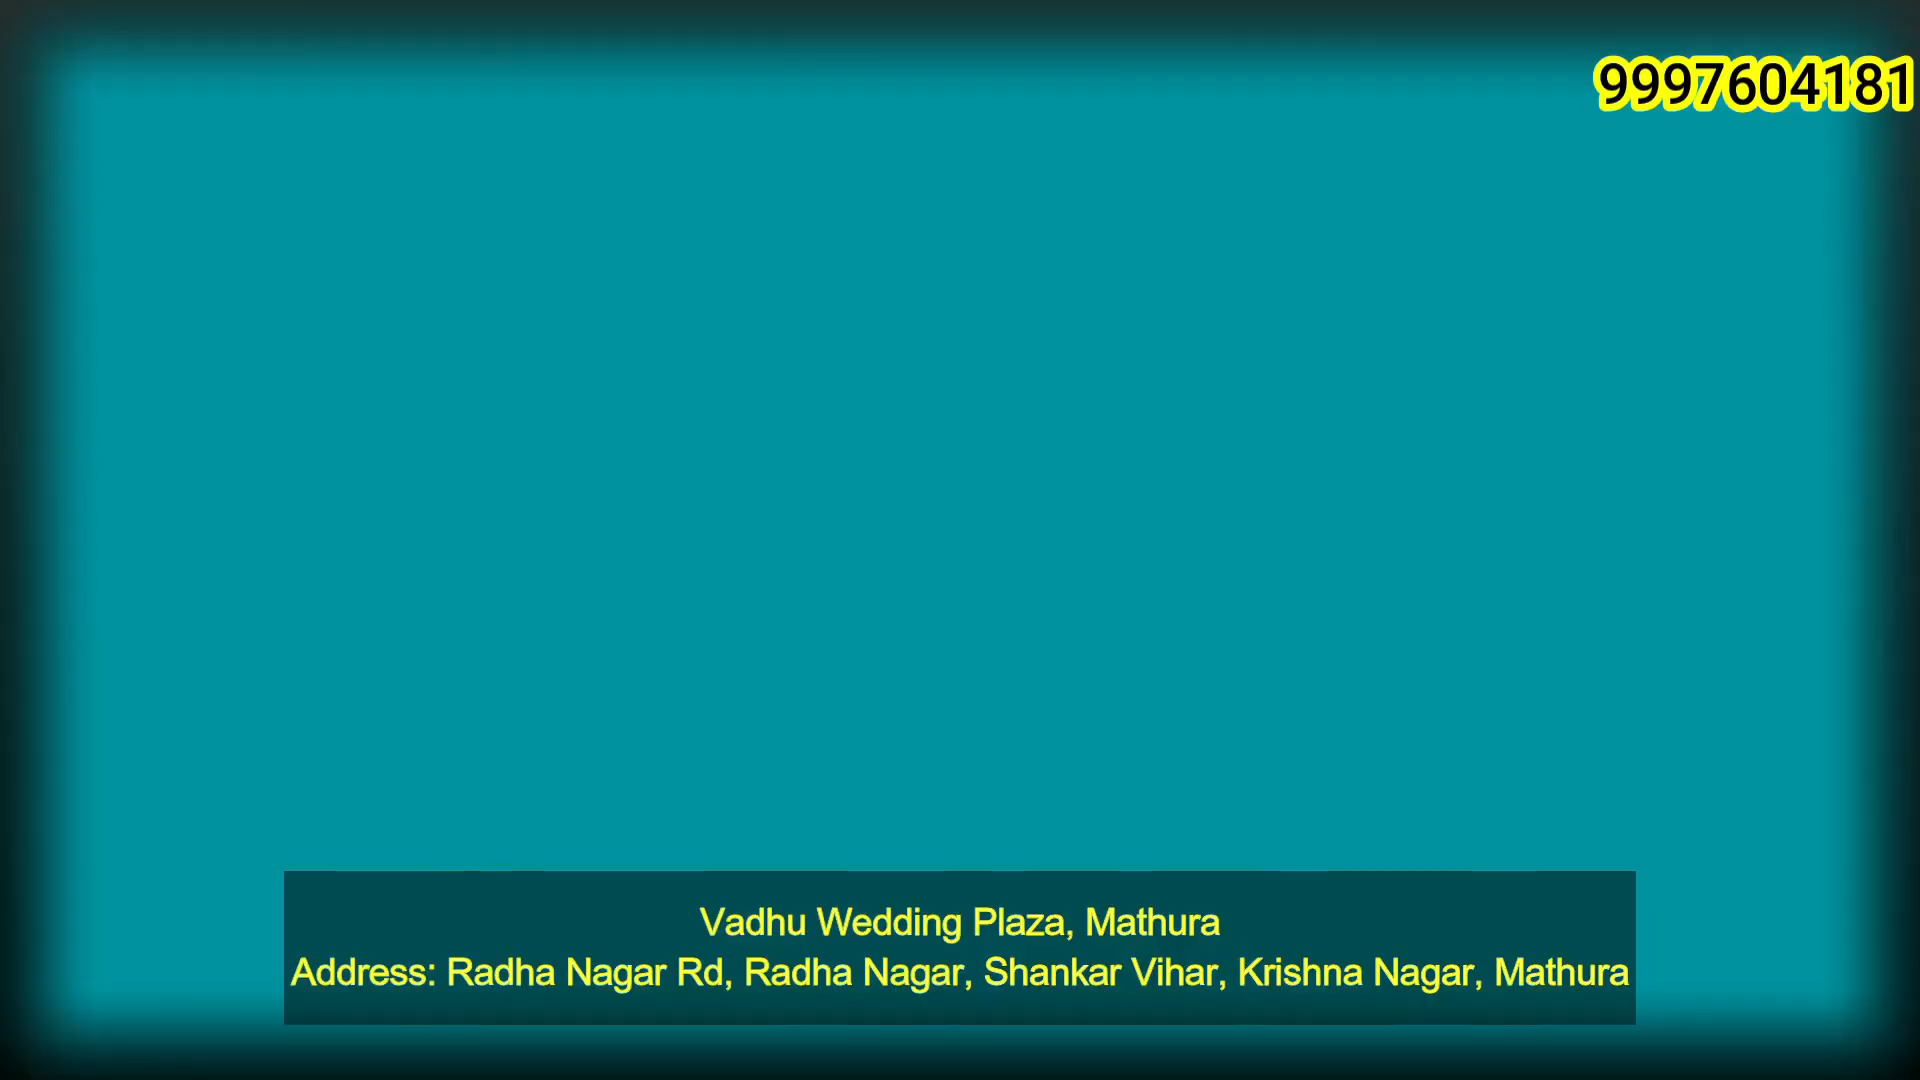 9997604181
Vadhu Wedding Plaza, Mathura
Address: Radha Nagar Rd, Radha Nagar, Shankar Vihar, Krishna Nagar, Mathura